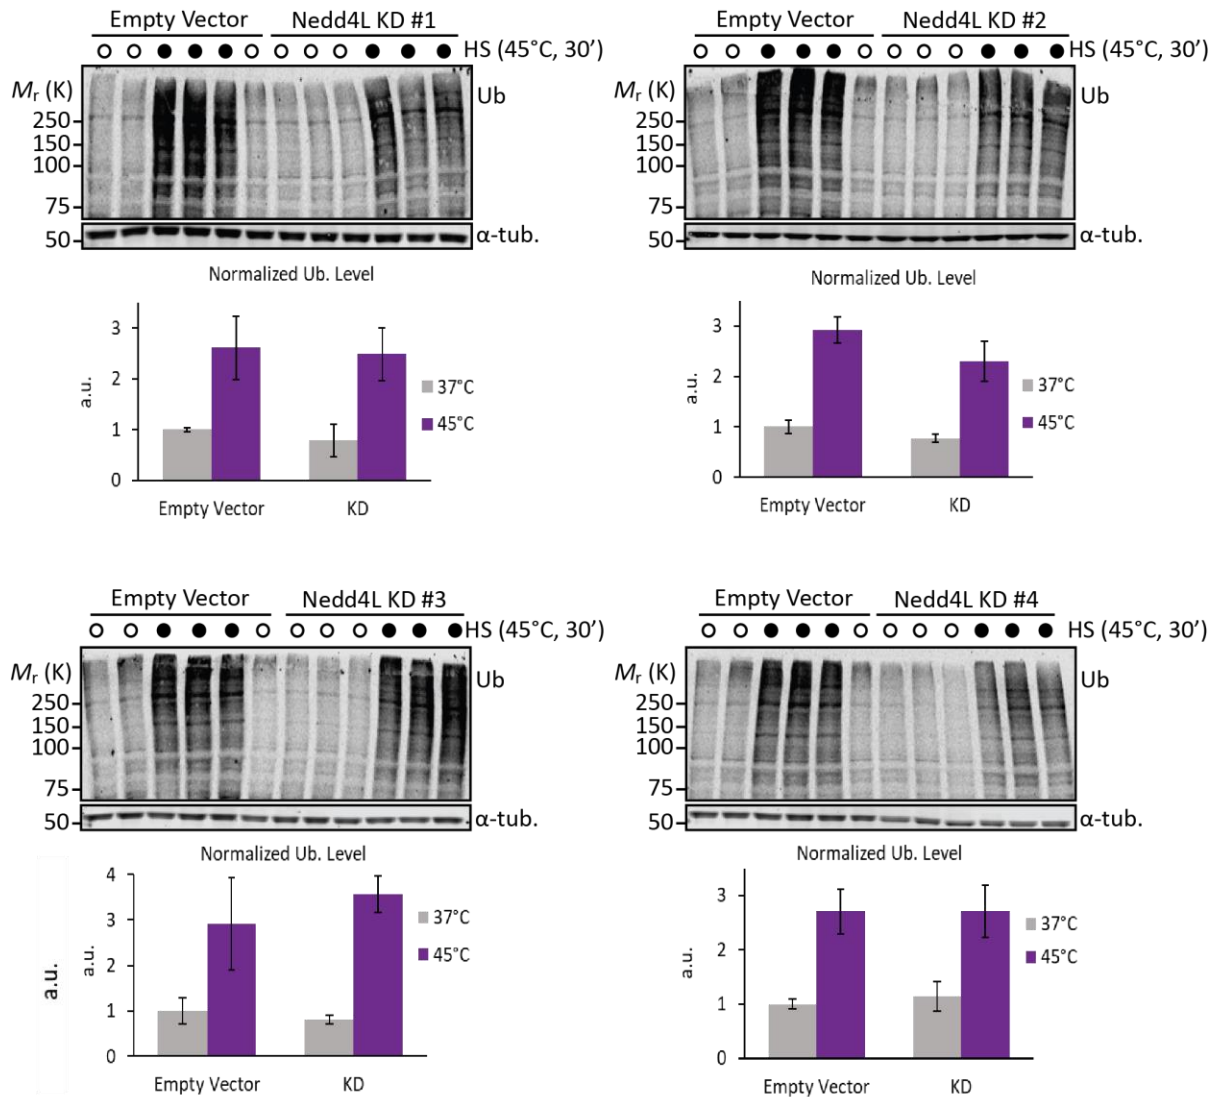 Empty Vector Nedd4L KD #1
HS (45°C, 30’)
Mr (K)
Ub
250
150
100
75
50
α-tub.
Normalized Ub. Level
3
2
1
0
a.u.
37°C
45°C
Empty Vector KD
Empty Vector Nedd4L KD #2
HS (45°C, 30’)
Mr (K)
Ub
250
150
100
75
50
α-tub.
Normalized Ub. Level
3
2
1
0
a.u.
37°C
45°C
Empty Vector KD
Empty Vector Nedd4L KD #3
HS (45°C, 30’)
Mr (K)
Ub
250
150
100
75
50
α-tub.
Normalized Ub. Level
4
3
2
1
0
a.u.
a.u.
37°C
45°C
Empty Vector KD
Empty Vector Nedd4L KD #4
HS (45°C, 30’)
Mr (K)
Ub
250
150
100
75
50
α-tub.
Normalized Ub. Level
3
2
1
0
a.u.
37°C
45°C
Empty Vector KD